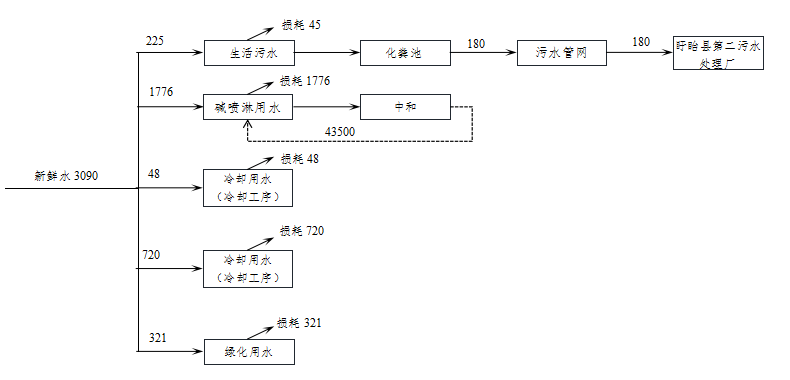 损耗 45
225
生活污水
化粪池
180
污水管网
180
盱眙县第二污水
处理厂
损耗 1776
1776
碱喷淋用水
中和
43500
新鲜水 3090
损耗 48
48
冷却用水
（冷却工序）
损耗 720
720
冷却用水
（冷却工序）
损耗 321
321
绿化用水